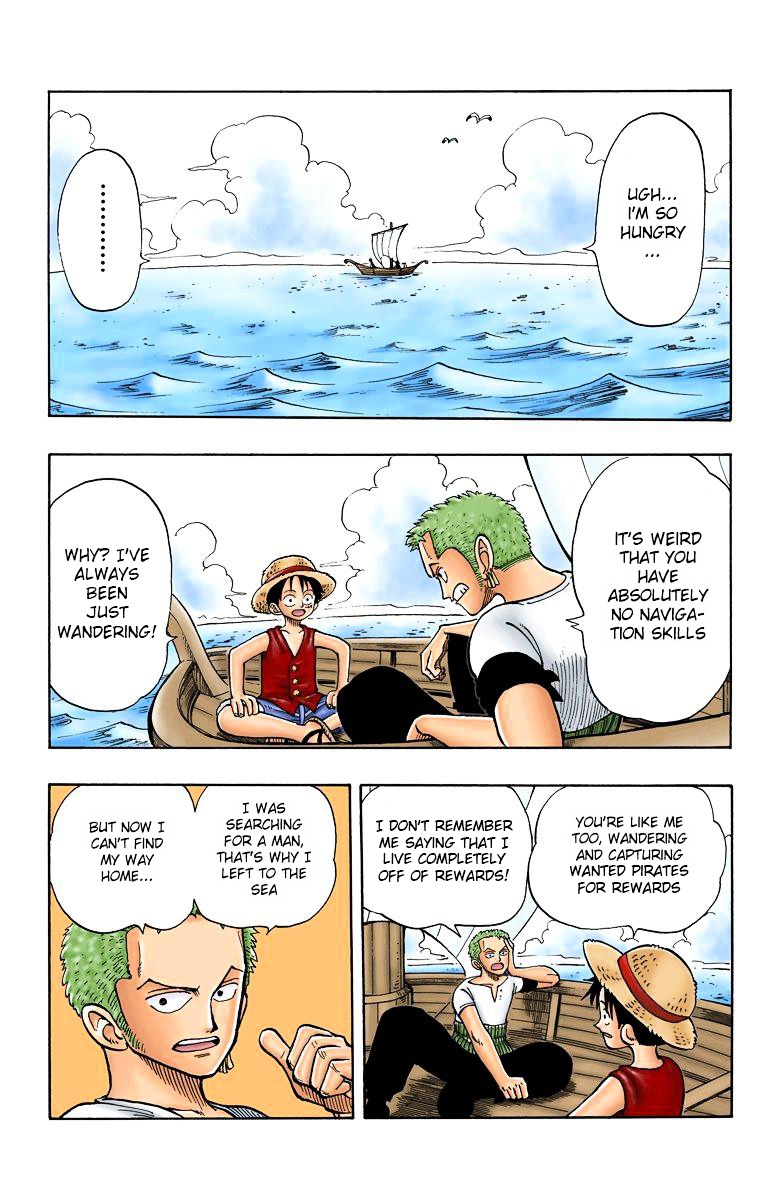 UGH...
I'M SO
HUNGRY
...
.........
IT'S WEIRD
THAT YOU
HAVE
ABSOLUTELY
NO NAVIGA-
TION SKILLS
WHY? I'VE
ALWAYS
BEEN
JUST
WANDERING!
YOU'RE LIKE ME
TOO, WANDERING
AND CAPTURING
WANTED PIRATES
FOR REWARDS
I DON'T REMEMBER
ME SAYING THAT I
LIVE COMPLETELY
OFF OF REWARDS!
I WAS
SEARCHING
FOR A MAN,
THAT'S WHY I
LEFT TO THE
SEA
BUT NOW I
CAN'T FIND
MY WAY
HOME...